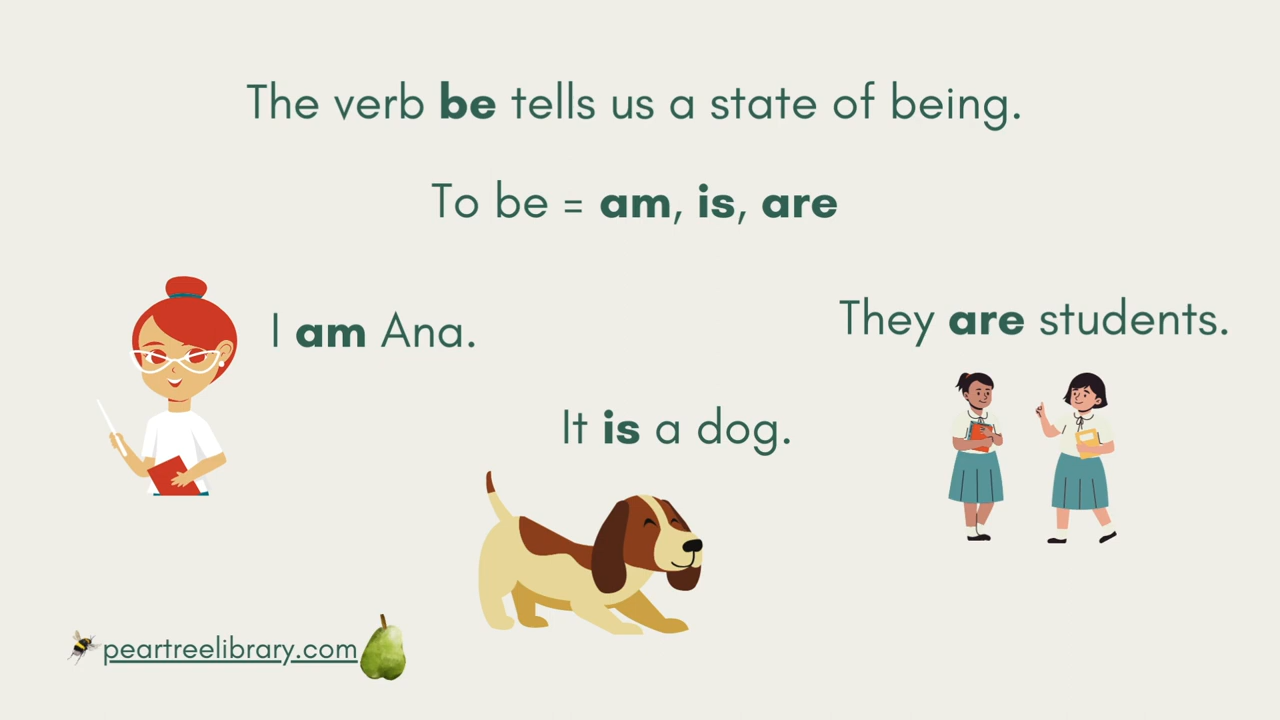 The verb be tells us a state of being.
To be = am, is, are
I am Ana.
They are students.
It is a dog.
peartreelibrary.com